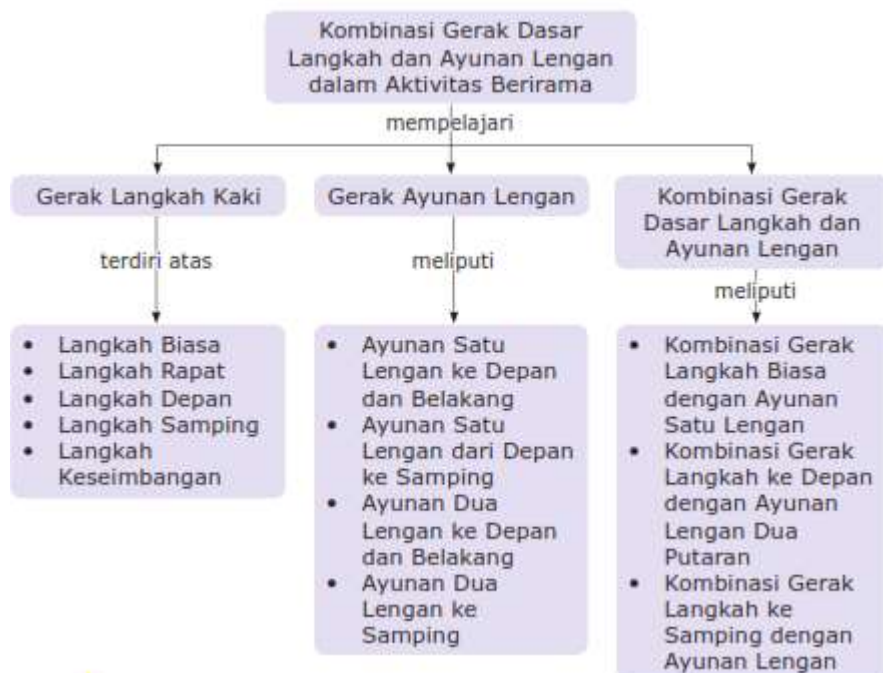 Kombinasi Gerak Dasar
Langkah dan Ayunan Lengan
dalam Aktivitas Berirama
mempelajari
Gerak Langkah Kaki
terdiri atas
• Langkah Biasa
• Langkah Rapat
• Langkah Depan
• Langkah Samping
• Langkah
Keseimbangan
Gerak Ayunan Lengan
meliputi
• Ayunan Satu
Lengan ke Depan
dan Belakang
• Ayunan Satu
Lengan dari Depan
ke Samping
• Ayunan Dua
Lengan ke Depan
dan Belakang
• Ayunan Dua
Lengan ke
Samping
Kombinasi Gerak
Dasar Langkah dan
Ayunan Lengan
meliputi
• Kombinasi Gerak
Langkah Biasa
dengan Ayunan
Satu Lengan
• Kombinasi Gerak
Langkah ke Depan
dengan Ayunan
Lengan Dua
Putaran
• Kombinasi Gerak
Langkah ke
Samping dengan
Ayunan Lengan